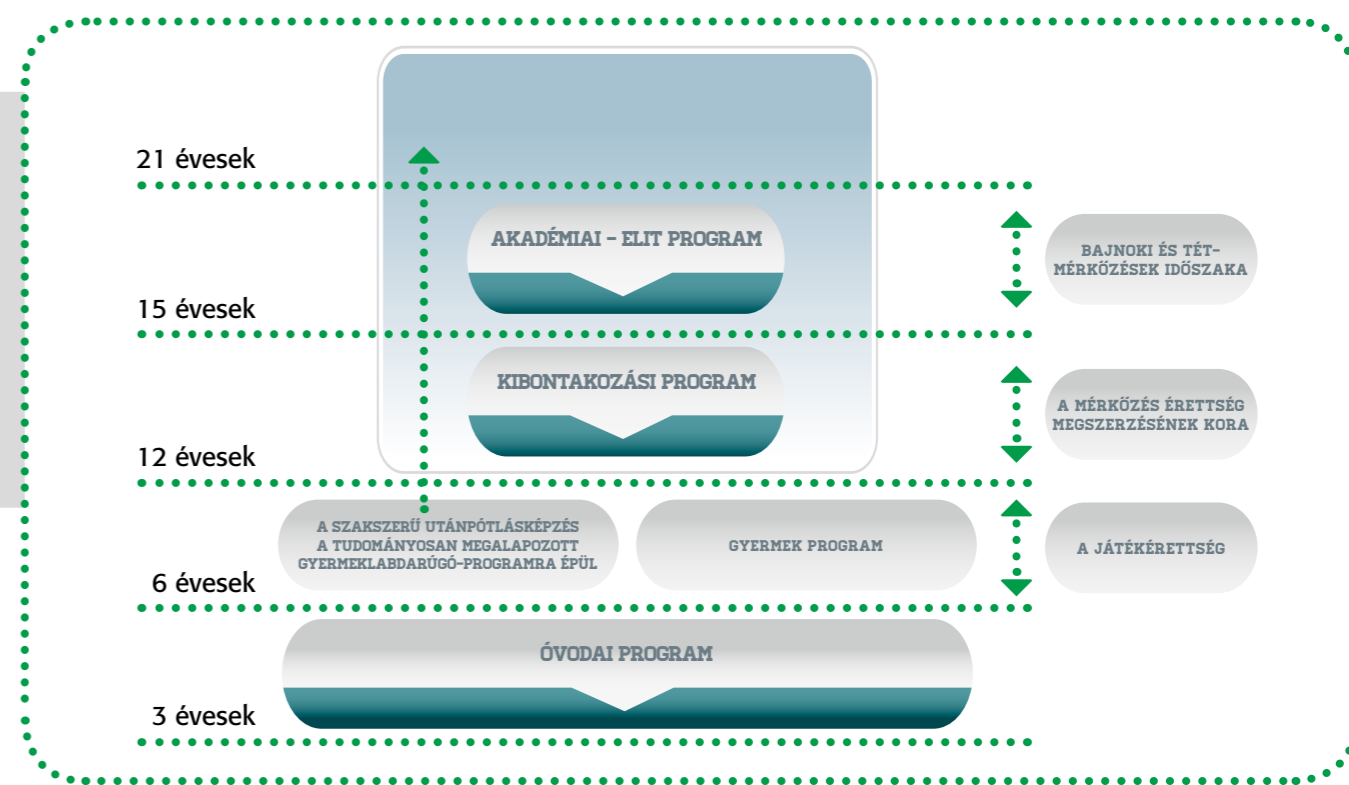 21 évesek
AKADÉMIAI – ELIT PROGRAM
BAJNOKI ÉS TÉT-
MÉRKŐZÉSEK IDŐSZAKA
15 évesek
KIBONTAKOZÁSI PROGRAM
A MÉRKŐZÉS ÉRETTSÉG
MEGSZERZÉSÉNEK KORA
12 évesek
A SZAKSZERŰ UTÁNPÓTLÁSKÉPZÉS
A TUDOMÁNYOSAN MEGALAPOZOTT
GYERMEKLABDARÚGÓ-PROGRAMRA ÉPÜL
GYERMEK PROGRAM
A JÁTÉKÉRETTSÉG
6 évesek
ÓVODAI PROGRAM
3 évesek